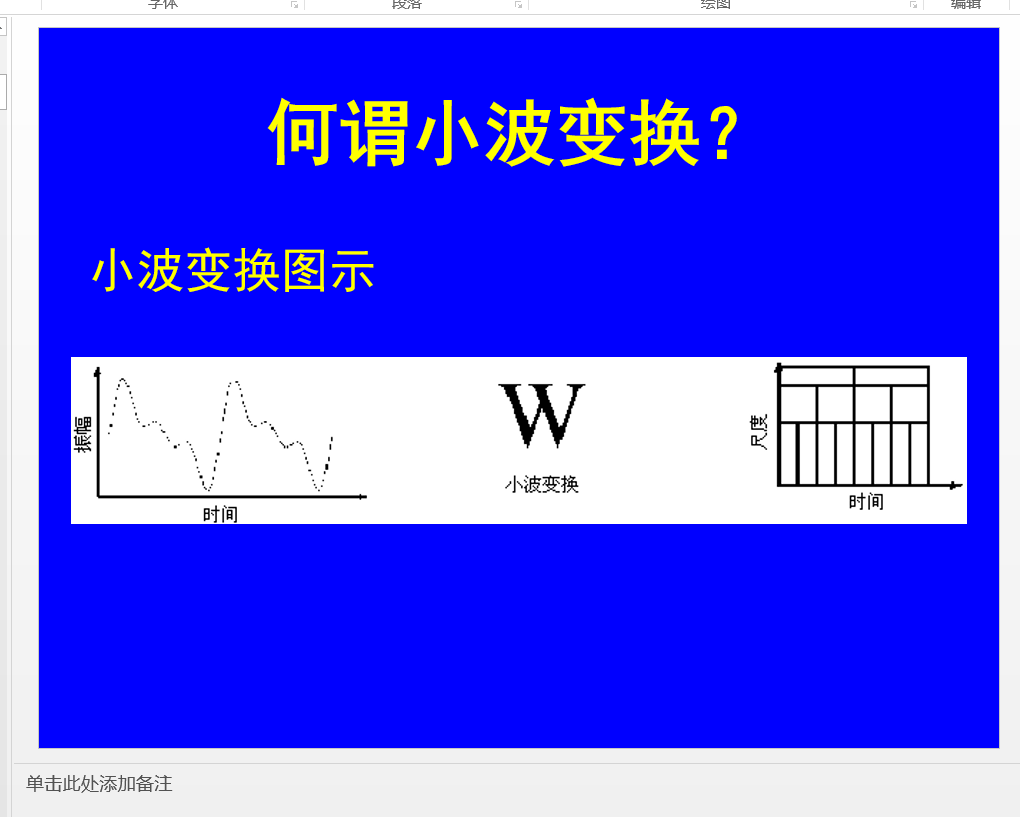 字体 段落 绘图 编辑
何谓小波变换?
小波变换图示
振幅
时间
W
小波变换
尺度
时间
单击此处添加备注